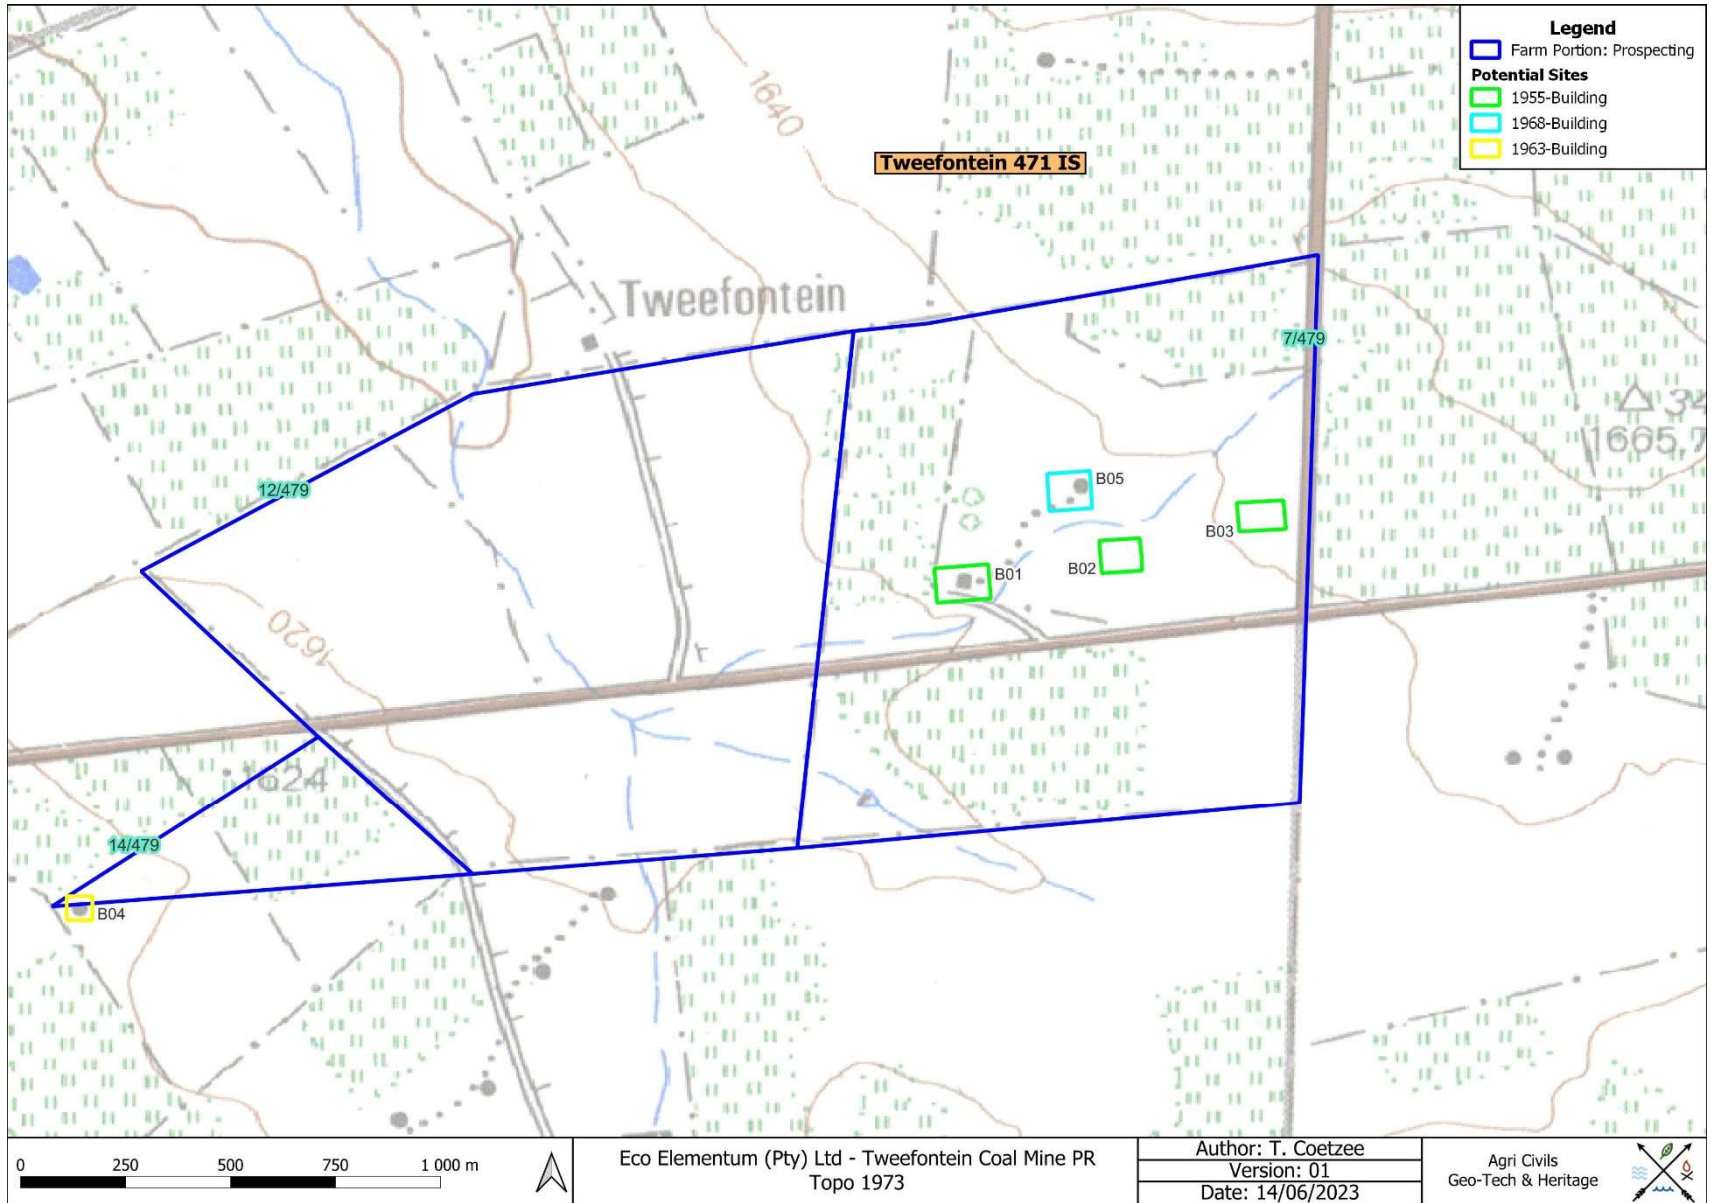 Legend
Farm Portion: Prospecting
Potential Sites
1955-Building
1968-Building
1963-Building
1640
Tweefontein 471 IS
Tweefontein
7/479
34
1665,7
12/479
B05
B03
B02
B01
1620
1624
14/479
B04
0 250 500 750 1 000 m
Eco Elementum (Pty) Ltd - Tweefontein Coal Mine PR
Topo 1973
Author: T. Coetzee
Version: 01
Date: 14/06/2023
Agri Civils
Geo-Tech & Heritage